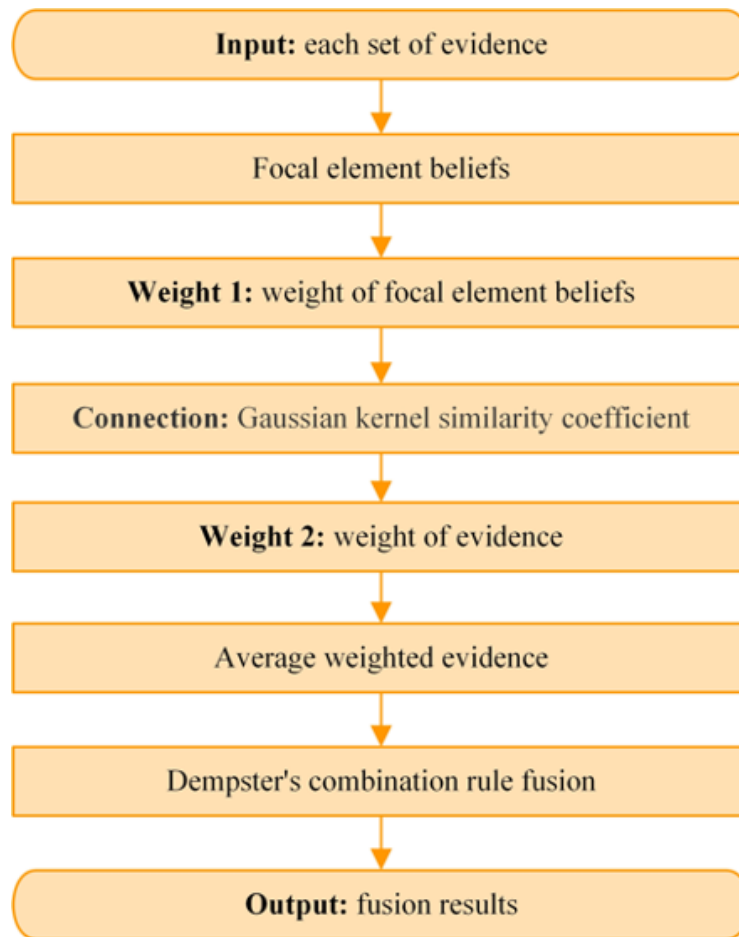 Input: each set of evidence
Focal element beliefs
Weight 1: weight of focal element beliefs
Connection: Gaussian kernel similarity coefficient
Weight 2: weight of evidence
Average weighted evidence
Dempster's combination rule fusion
Output: fusion results